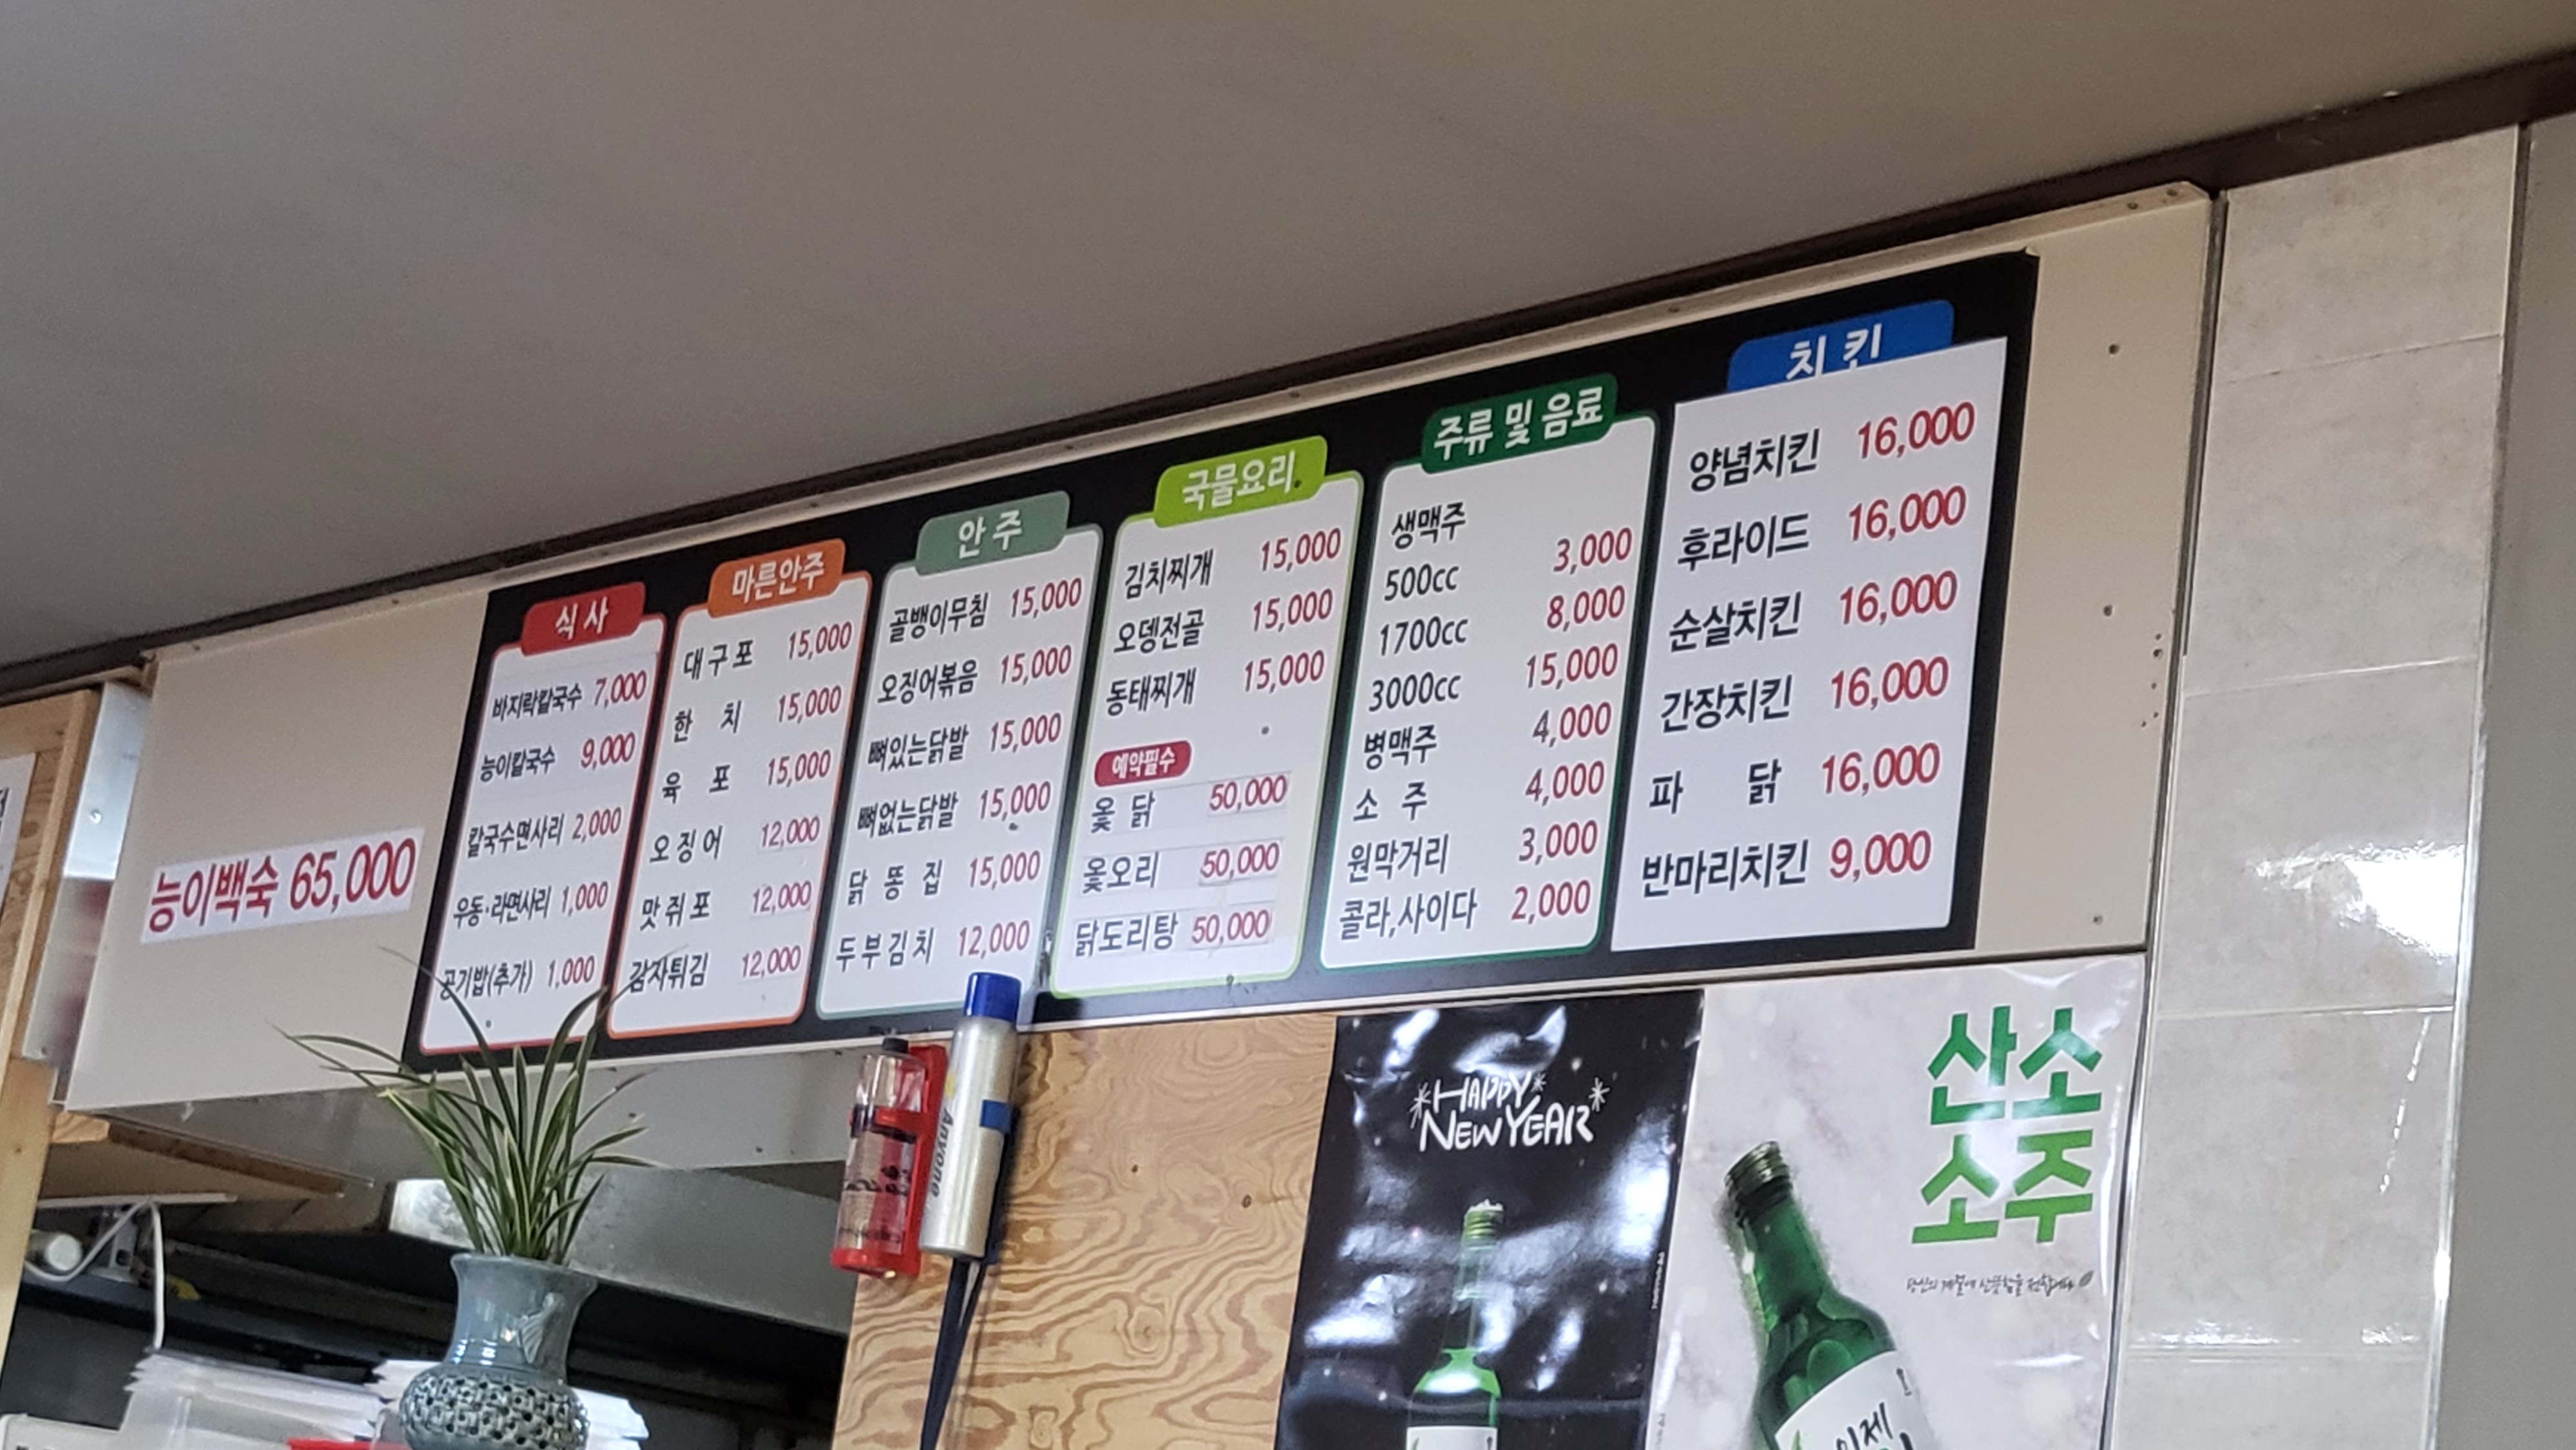 능이백숙 65,000
식사
바지락칼국수 7,000
능이칼국수 9,000
칼국수면사리 2,000
우동·라면사리 1,000
공기밥(추가) 1,000
마른안주
대구포 15,000
한 치 15,000
육 포 15,000
오징어 12,000
맛쥐포 12,000
감자튀김 12,000
안주
골뱅이무침 15,000
오징어볶음 15,000
뼈있는닭발 15,000
뼈없는닭발 15,000
닭똥집 15,000
두부김치 12,000
국물요리
김치찌개 15,000
오뎅전골 15,000
동태찌개 15,000
예약필수
옻닭 50,000
옻오리 50,000
닭도리탕 50,000
주류 및 음료
생맥주
500cc 3,000
1700cc 8,000
3000cc 15,000
병맥주 4,000
소 주 4,000
원막거리 3,000
콜라,사이다 2,000
치킨
양념치킨 16,000
후라이드 16,000
순살치킨 16,000
간장치킨 16,000
파 닭 16,000
반마리치킨 9,000
Anyone
HAPPY
NEW YEAR
산소
소주
이제